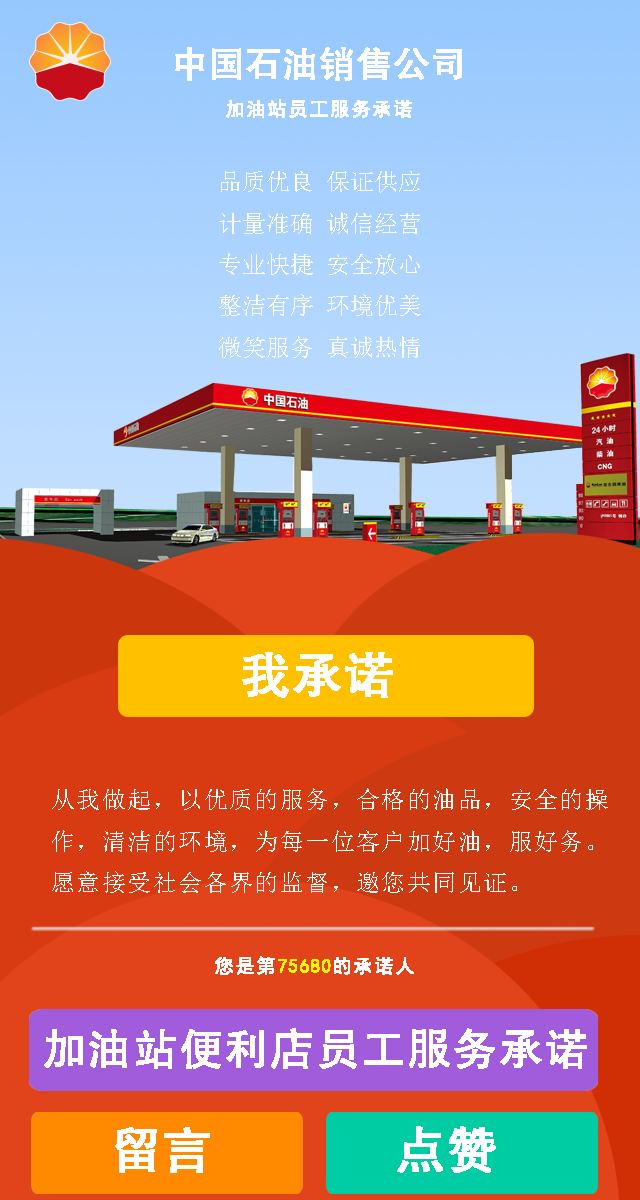 中国石油销售公司
加油站员工服务承诺
品质优良 保证供应
计量准确 诚信经营
专业快捷 安全放心
整洁有序 环境优美
微笑服务 真诚热情
中国石油
24小时
汽 油
柴 油
CNG
我承诺
从我做起，以优质的服务，合格的油品，安全的操
作，清洁的环境，为每一位客户加好油，服好务。
愿意接受社会各界的监督，邀您共同见证。
您是第75680的承诺人
加油站便利店员工服务承诺
留言
点赞